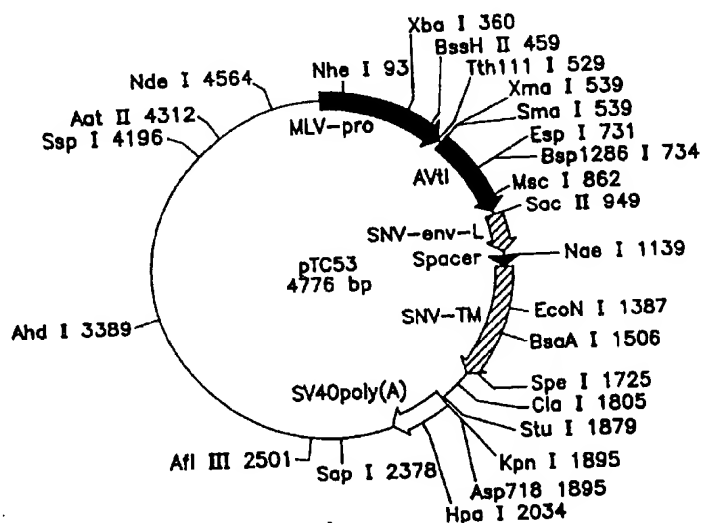 Xba I 360
BssH II 459
Tth111 I 529
Xma I 539
Sma I 539
Esp I 731
Bsp1286 I 734
Msc I 862
Sac II 949
Nae I 1139
EcoN I 1387
BsaA I 1506
Spe I 1725
Cla I 1805
Stu I 1879
Kpn I 1895
Asp718 I 1895
Hpa I 2034
Sap I 2378
Afl III 2501
Ahd I 3389
Ssp I 4196
Aat II 4312
Nde I 4564
Nhe I 93
MLV-pro
AVtI
SNV-env-L
Spacer
pTC53
4776 bp
SNV-TM
SV40poly(A)